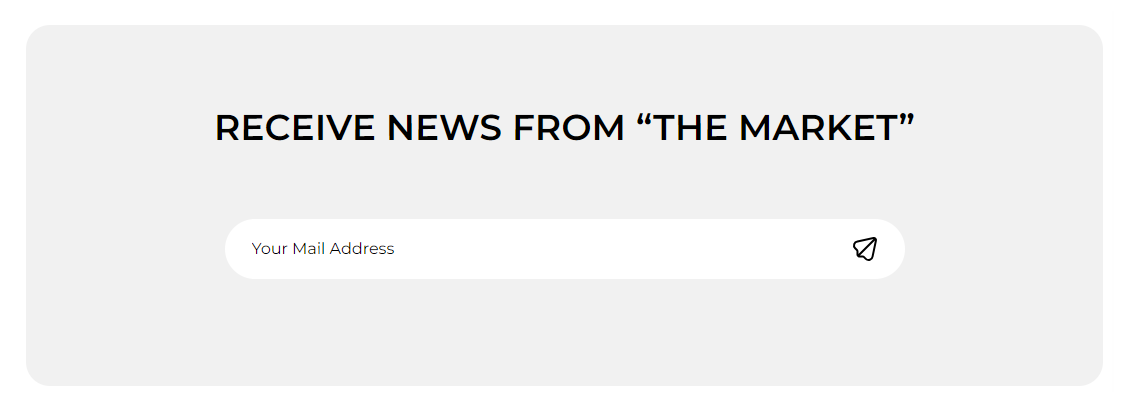 RECEIVE NEWS FROM “THE MARKET”
Your Mail Address